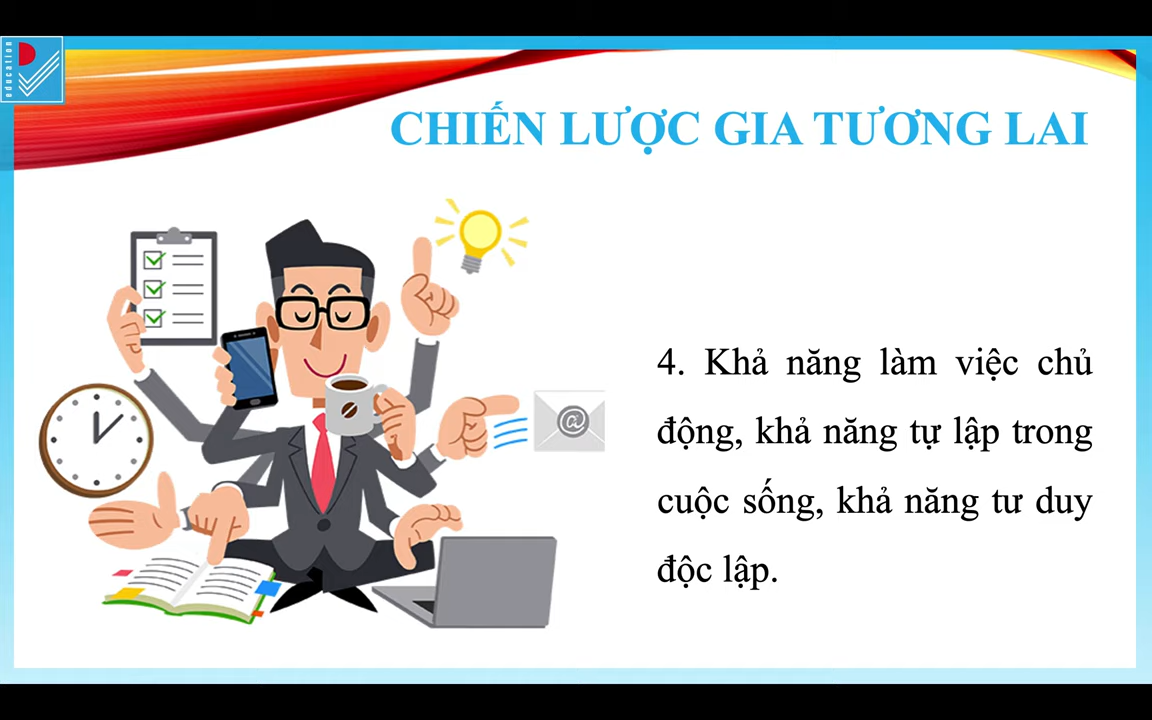 education
CHIẾN LƯỢC GIA TƯƠNG LAI
@
4. Khả năng làm việc chủ
động, khả năng tự lập trong
cuộc sống, khả năng tư duy
độc lập.